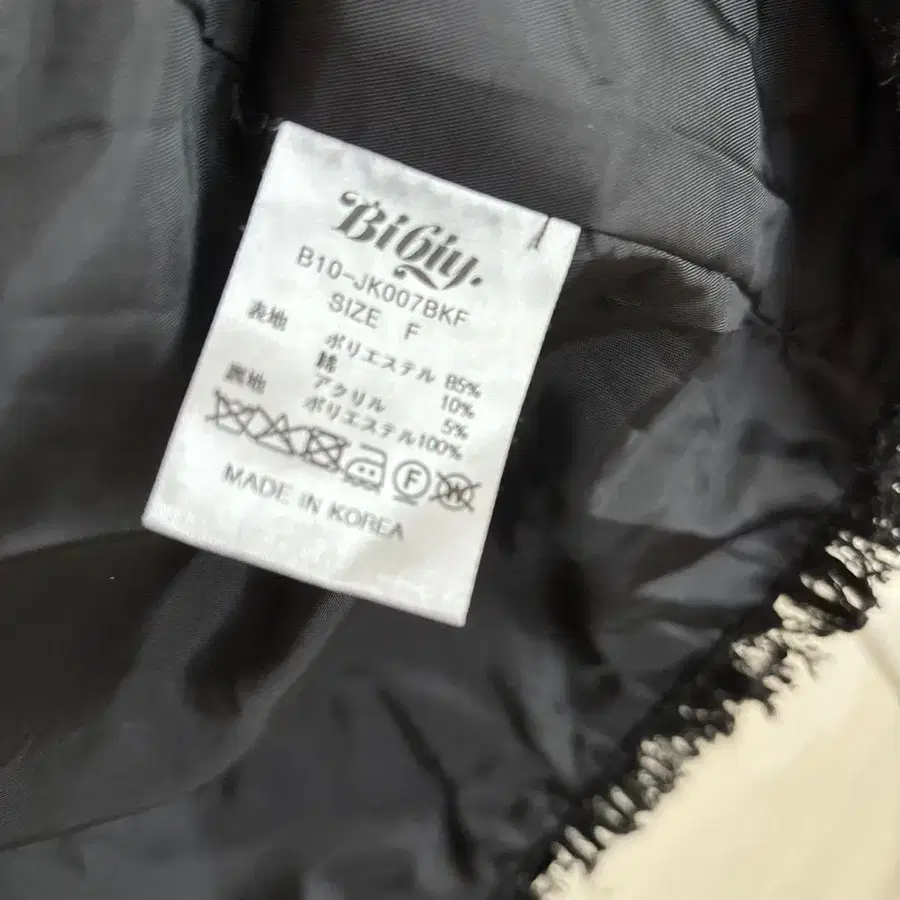 Bi6iy.
B10-JK007BKF
SIZE F
表地 ポリエステル 85%
綿 10%
アクリル 5%
裏地 ポリエステル100%
F W
MADE IN KOREA